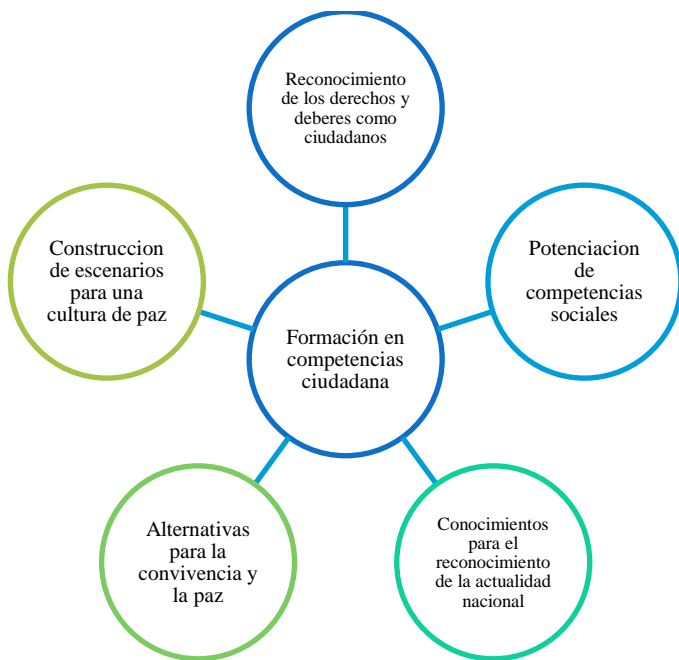 Reconocimiento
de los derechos y
deberes como
ciudadanos
Construccion
de escenarios
para una
cultura de paz
Potenciacion
de
competencias
sociales
Formación en
competencias
ciudadana
Alternativas
para la
convivencia y
la paz
Conocimientos
para el
reconocimiento
de la actualidad
nacional